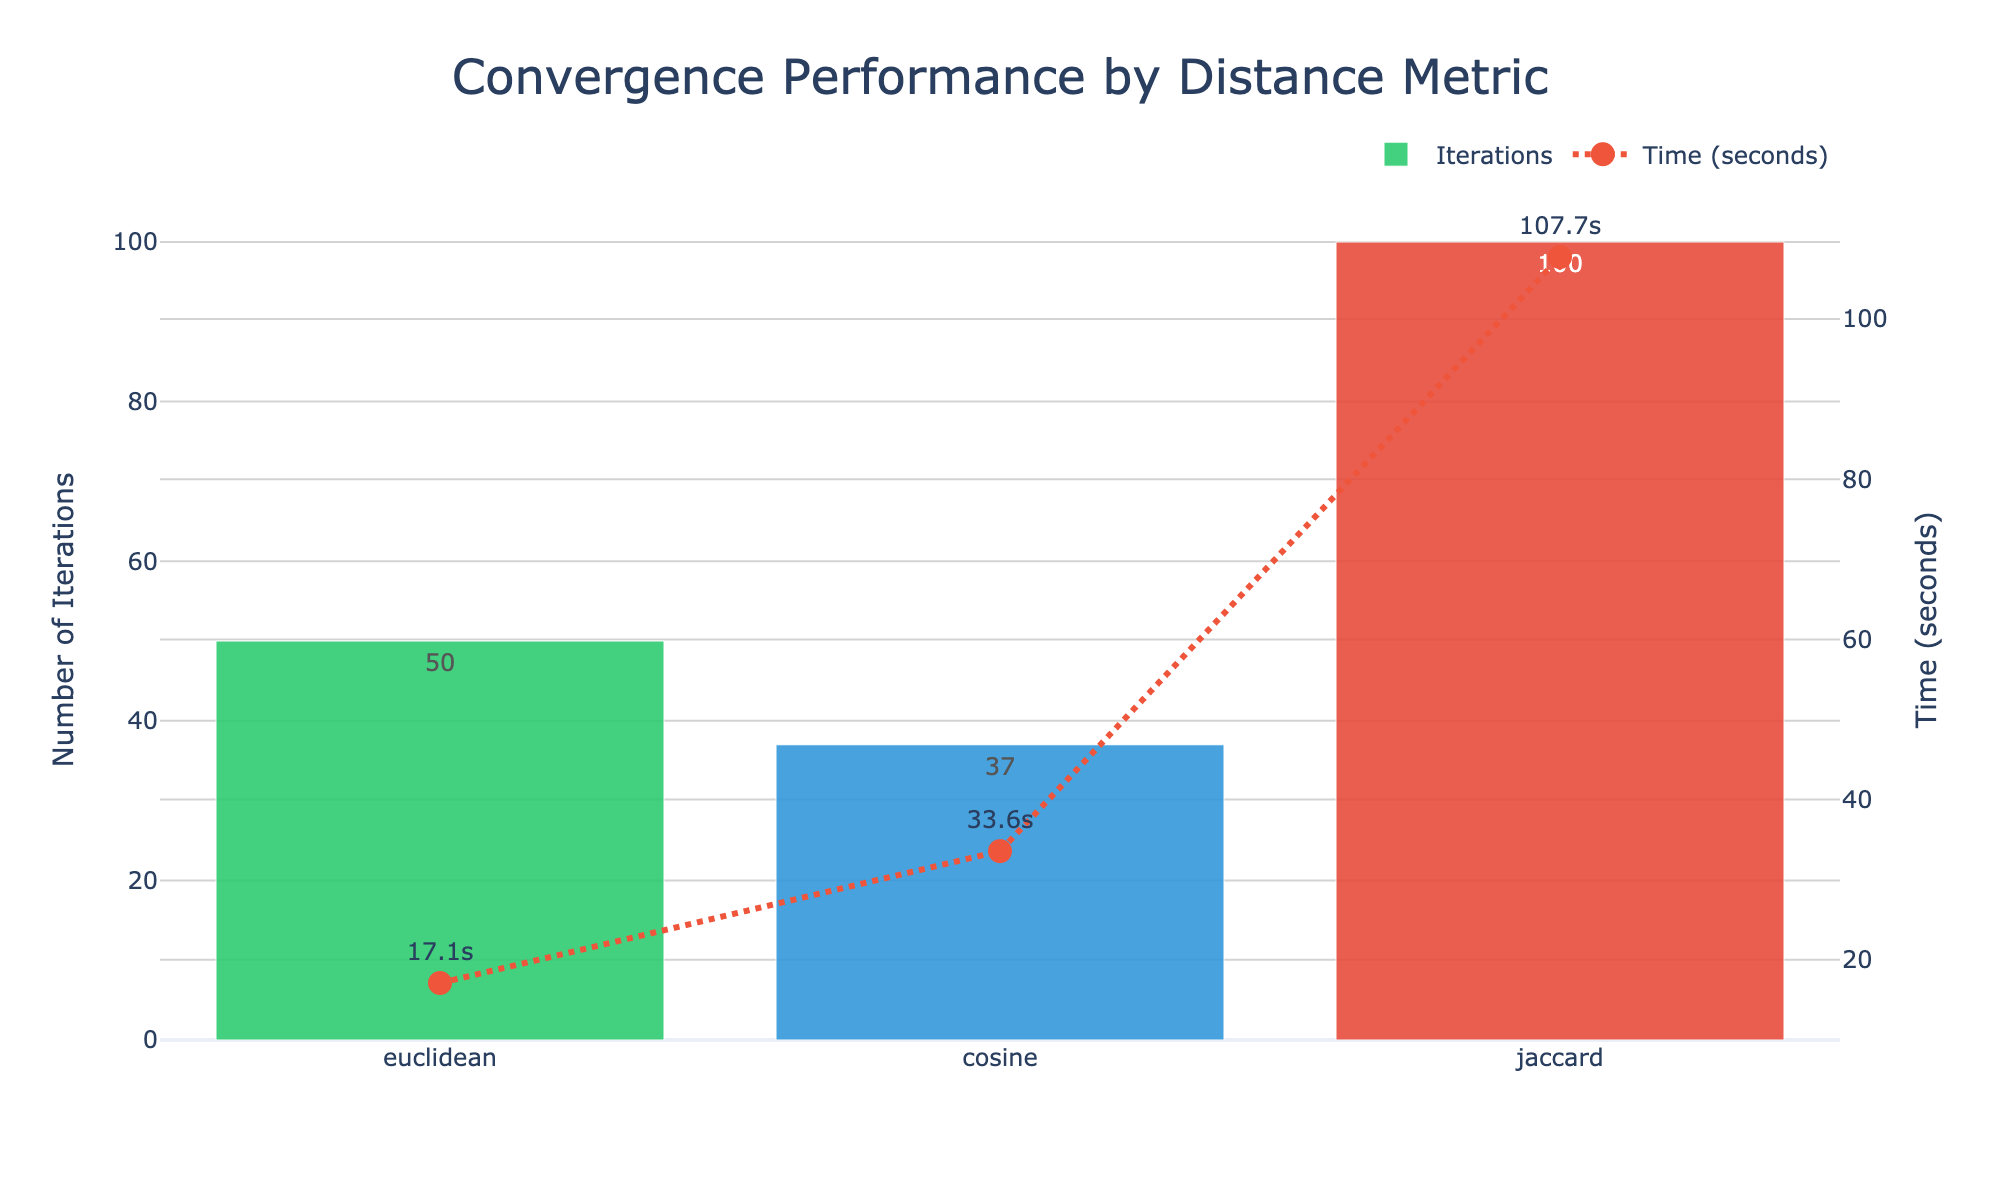 Convergence Performance by Distance Metric
Iterations
Time (seconds)
107.7s
100
100
100
80
80
60
60
50
40
37
40
33.6s
20
20
17.1s
0
Number of Iterations
Time (seconds)
euclidean
cosine
jaccard